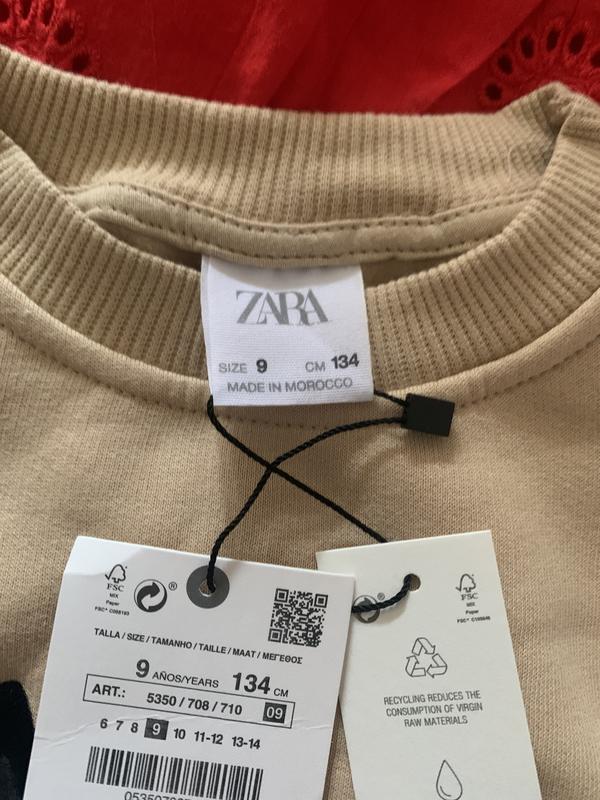 ZARA
SIZE 9 CM 134
MADE IN MOROCCO
FSC
MIX
Paper
FSC® C088193
®
TALLA / SIZE / TAMANHO / TAILLE / MAAT / ΜΕΓΕΘΟΣ
9 AÑOS/YEARS 134 CM
ART.: 5350 / 708 / 710 09
6 7 8 9 10 11-12 13-14
®
FSC
MIX
Paper
RECYCLING REDUCES THE
CONSUMPTION OF VIRGIN
RAW MATERIALS